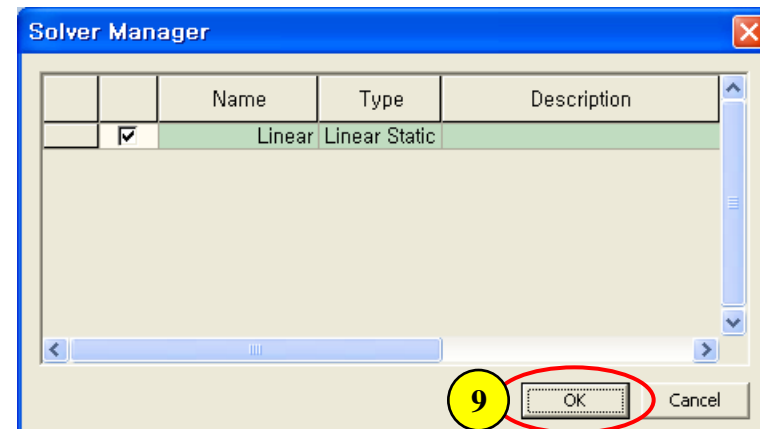 Solver Manager
Name Type Description
Linear Linear Static
9 OK Cancel